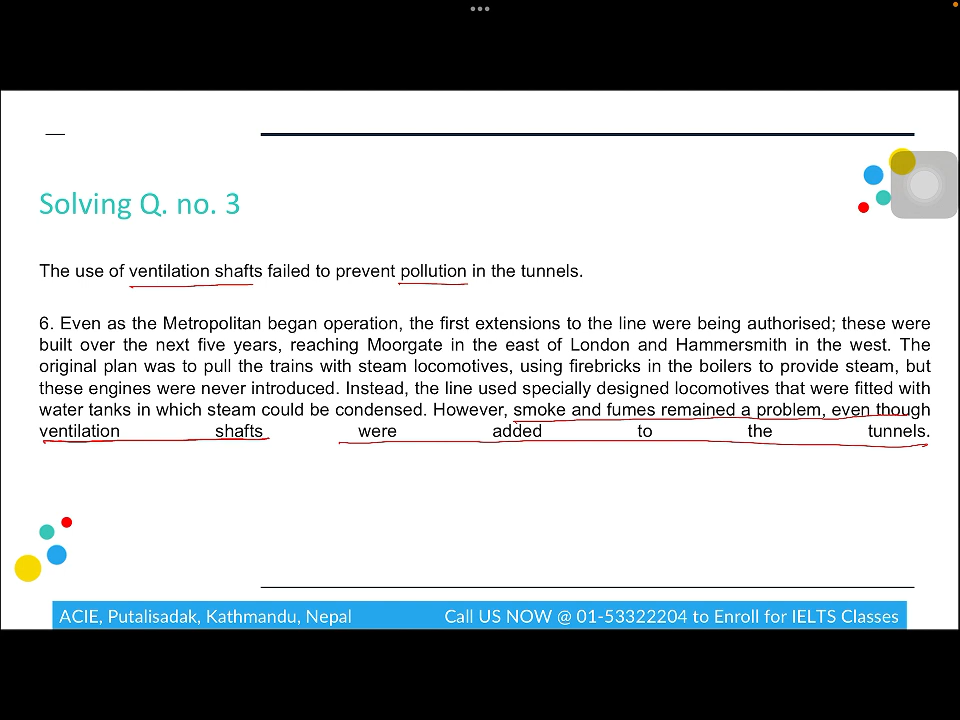 Solving Q. no. 3
The use of ventilation shafts failed to prevent pollution in the tunnels.
6. Even as the Metropolitan began operation, the first extensions to the line were being authorised; these were
built over the next five years, reaching Moorgate in the east of London and Hammersmith in the west. The
original plan was to pull the trains with steam locomotives, using firebricks in the boilers to provide steam, but
these engines were never introduced. Instead, the line used specially designed locomotives that were fitted with
water tanks in which steam could be condensed. However, smoke and fumes remained a problem, even though
ventilation shafts were added to the tunnels.
ACIE, Putalisadak, Kathmandu, Nepal Call US NOW @ 01-53322204 to Enroll for IELTS Classes